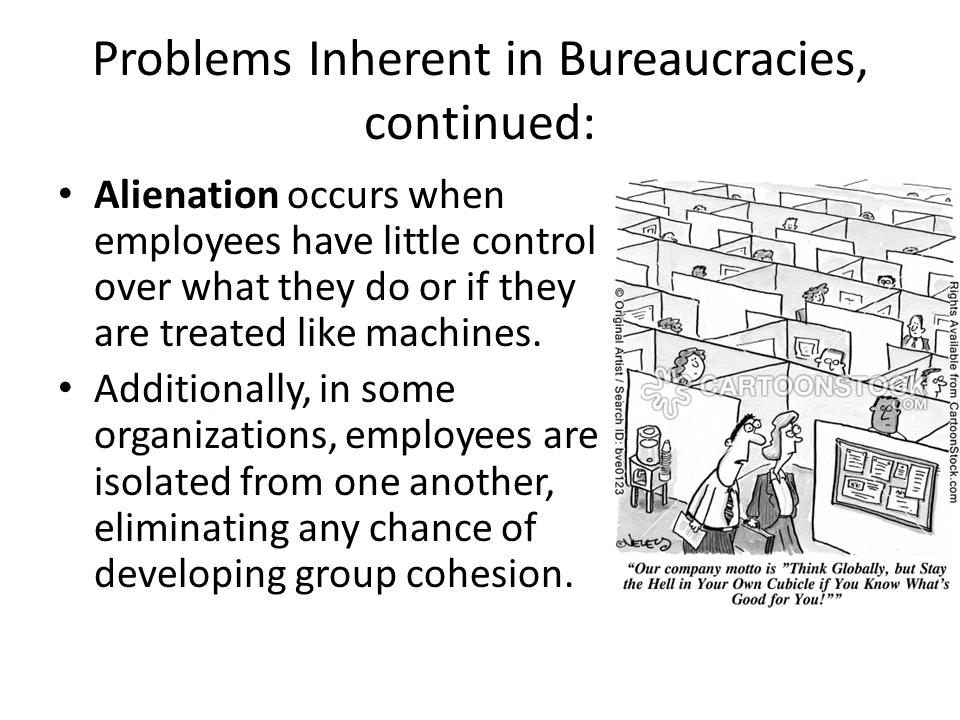 Problems Inherent in Bureaucracies,
continued:
• Alienation occurs when
employees have little control
over what they do or if they
are treated like machines.
• Additionally, in some
organizations, employees are
isolated from one another,
eliminating any chance of
developing group cohesion.
© Original Artist / Search ID: bve0123
Rights Available from CartoonStock.com
CARTOONSTOCK
.COM
"Our company motto is "Think Globally, but Stay
the Hell in Your Own Cubicle if You Know What's
Good for You!""